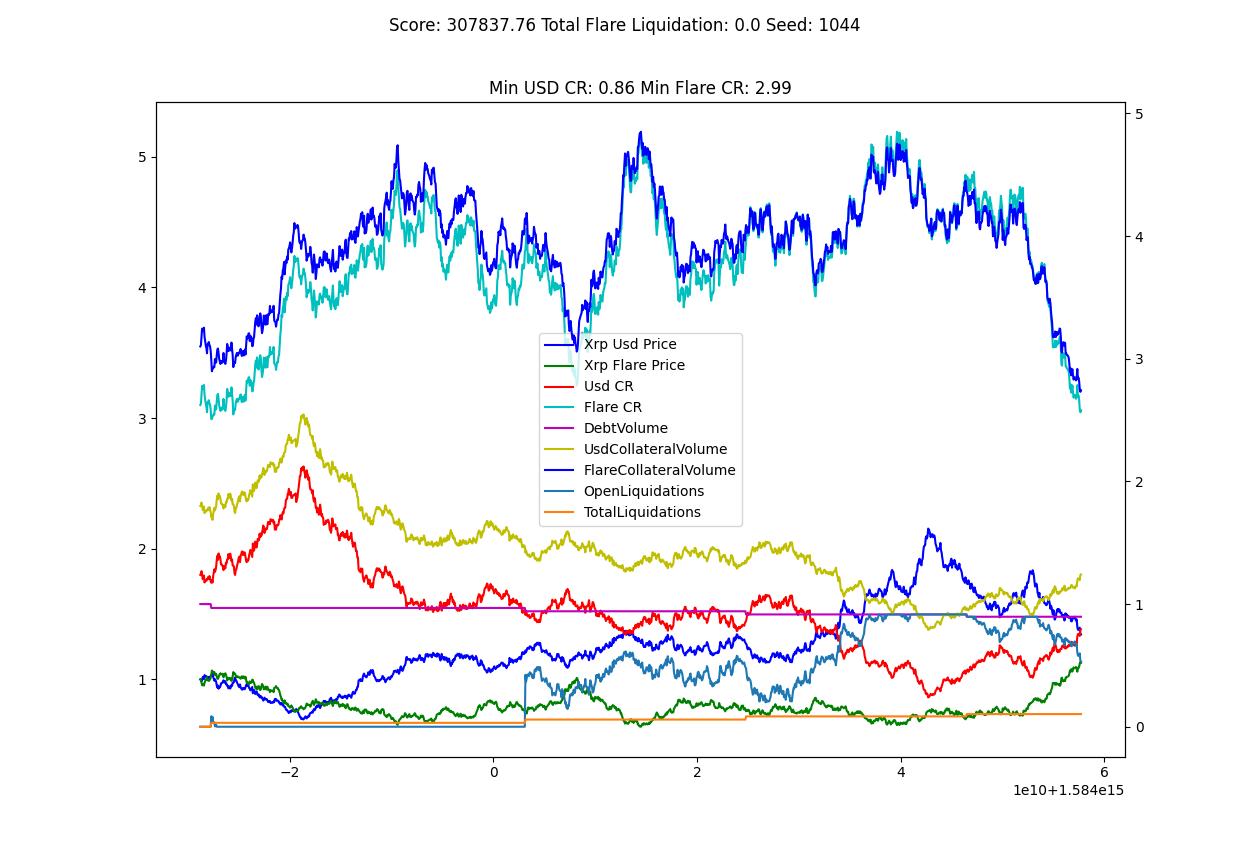 Score: 307837.76 Total Flare Liquidation: 0.0 Seed: 1044
Min USD CR: 0.86 Min Flare CR: 2.99
5
4
3
2
1
5
4
3
2
1
0
Xrp Usd Price
Xrp Flare Price
Usd CR
Flare CR
DebtVolume
UsdCollateralVolume
FlareCollateralVolume
OpenLiquidations
TotalLiquidations
−2 0 2 4 6
1e10+1.584e15